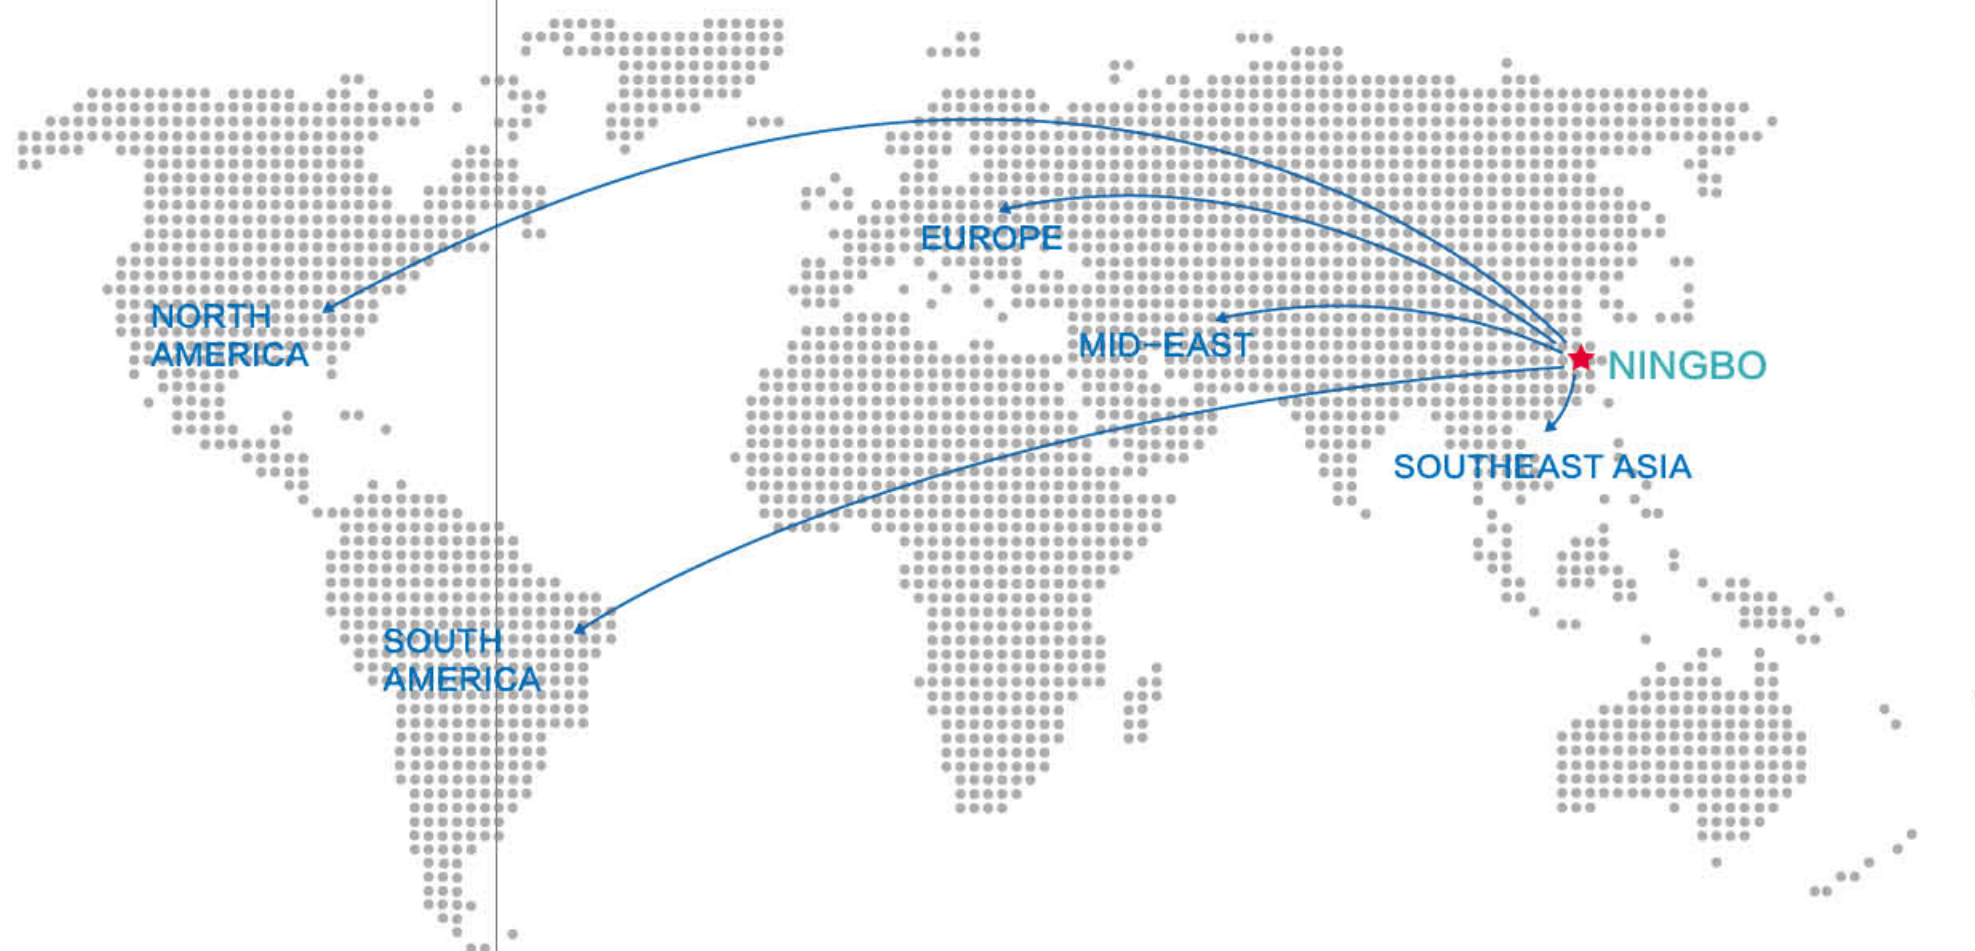 EUROPE
NORTH
AMERICA
MID-EAST
NINGBO
SOUTHEAST ASIA
SOUTH
AMERICA